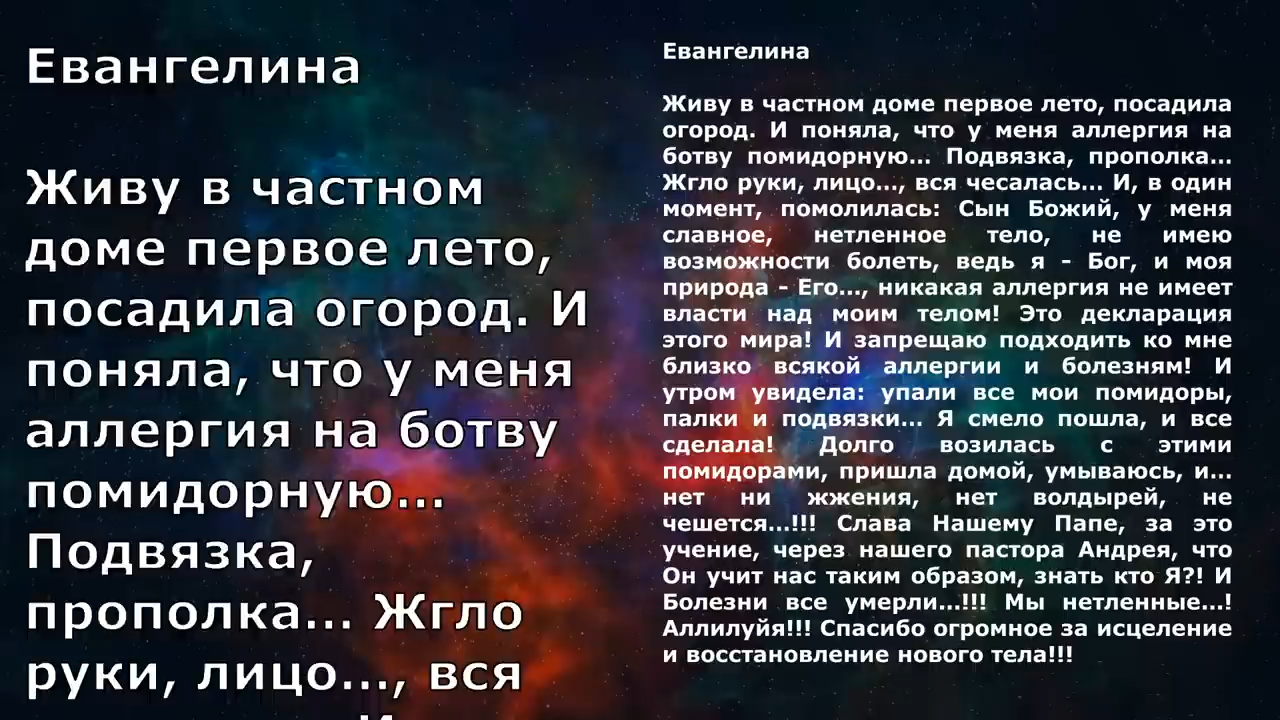 Евангелина
Живу в частном
доме первое лето,
посадила огород. И
поняла, что у меня
аллергия на ботву
помидорную...
Подвязка,
прополка... Жгло
руки, лицо..., вся
Евангелина
Живу в частном доме первое лето, посадила
огород. И поняла, что у меня аллергия на
ботву помидорную... Подвязка, прополка...
Жгло руки, лицо..., вся чесалась... И, в один
момент, помолилась: Сын Божий, у меня
славное, нетленное тело, не имею
возможности болеть, ведь я - Бог, и моя
природа - Его..., никакая аллергия не имеет
власти над моим телом! Это декларация
этого мира! И запрещаю подходить ко мне
близко всякой аллергии и болезням! И
утром увидела: упали все мои помидоры,
палки и подвязки... Я смело пошла, и все
сделала! Долго возилась с этими
помидорами, пришла домой, умываюсь, и...
нет ни жжения, нет волдырей, не
чешется...!!! Слава Нашему Папе, за это
учение, через нашего пастора Андрея, что
Он учит нас таким образом, знать кто Я?! И
Болезни все умерли...!!! Мы нетленные...!
Аллилуйя!!! Спасибо огромное за исцеление
и восстановление нового тела!!!